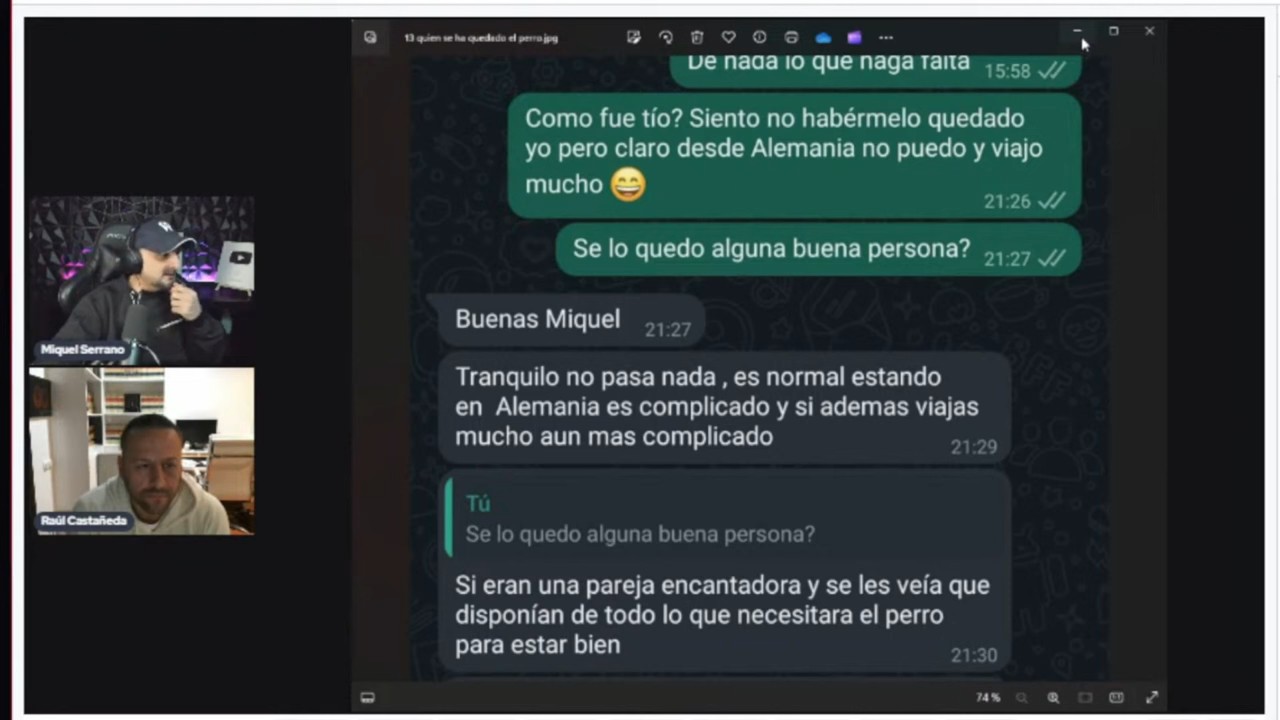 13 quien se ha quedado el perro.jpg
De nada lo que haga falta
15:58
Como fue tío? Siento no habérmelo quedado
yo pero claro desde Alemania no puedo y viajo
mucho 😄
21:26
Se lo quedo alguna buena persona?
21:27
Buenas Miquel
21:27
Tranquilo no pasa nada , es normal estando
en Alemania es complicado y si ademas viajas
mucho aun mas complicado
21:29
Tú
Se lo quedo alguna buena persona?
Si eran una pareja encantadora y se les veía que
disponían de todo lo que necesitara el perro
para estar bien
21:30
Miquel Serrano
Raúl Castañeda
74 %